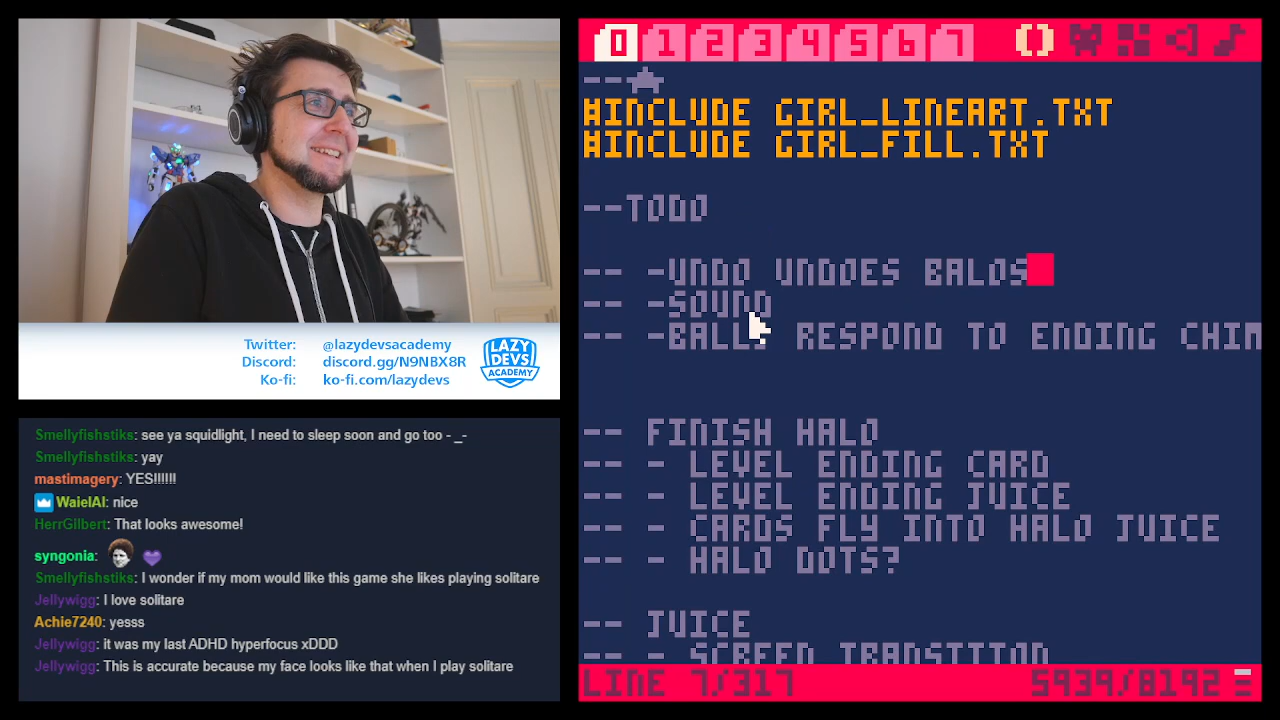 Twitter: @lazydevsacademy
Discord: discord.gg/N9NBX8R
Ko-fi: ko-fi.com/lazydevs
LAZY
DEVS
ACADEMY
Smellyfishstiks: see ya squidlight, I need to sleep soon and go too - _-
Smellyfishstiks: yay
mastimagery: YES!!!!!!
WaielAI: nice
HerrGilbert: That looks awesome!
syngonia:
Smellyfishstiks: I wonder if my mom would like this game she likes playing solitare
Jellywigg: I love solitare
Achie7240: yesss
Jellywigg: it was my last ADHD hyperfocus xDDD
Jellywigg: This is accurate because my face looks like that when I play solitare
0 1 2 3 4 5 6 7
--
#INCLUDE GIRL_LINEART.TXT
#INCLUDE GIRL_FILL.TXT
--TODO
-- -UNDO UNDOES BALDS
-- -SOUND
-- -BALLS RESPOND TO ENDING CHIM
-- FINISH HALO
-- - LEVEL ENDING CARD
-- - LEVEL ENDING JUICE
-- - CARDS FLY INTO HALO JUICE
-- - HALO DOTS?
-- JUICE
-- - SCREEN TRANSITION
LINE 7/317 5939/8192